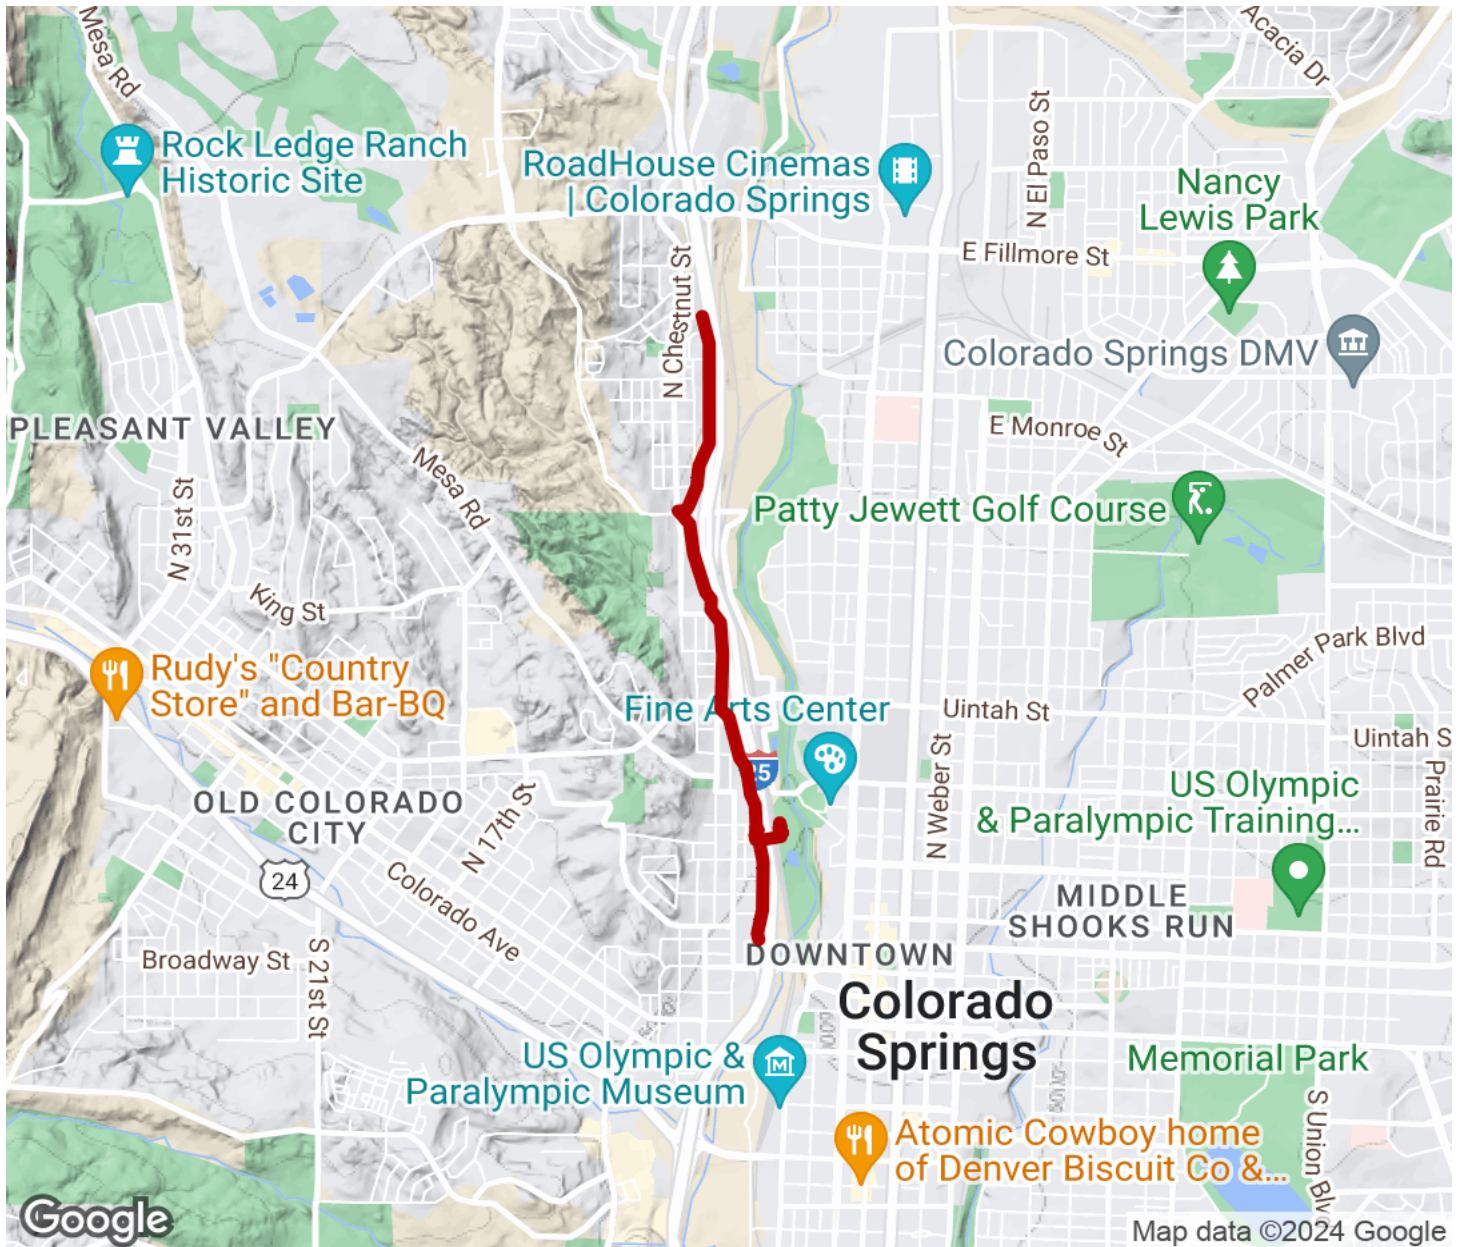 Mesa Rd
Acacia Dr
Rock Ledge Ranch
Historic Site
RoadHouse Cinemas
| Colorado Springs
N El Paso St
Nancy
Lewis Park
E Fillmore St
N Chestnut St
Colorado Springs DMV
PLEASANT VALLEY
E Monroe St
Mesa Rd
N 31st St
Patty Jewett Golf Course
King St
Palmer Park Blvd
Rudy's "Country
Store" and Bar-BQ
Fine Arts Center
Uintah St
Uintah S
25
N Weber St
Prairie Rd
US Olympic
& Paralympic Training...
OLD COLORADO
CITY
N 17th St
24
Colorado Ave
MIDDLE
SHOOKS RUN
Broadway St
S 21st St
DOWNTOWN
Colorado
Springs
US Olympic &
Paralympic Museum
M
Memorial Park
S Union Blv
Atomic Cowboy home
of Denver Biscuit Co &...
Google
Map data ©2024 Google